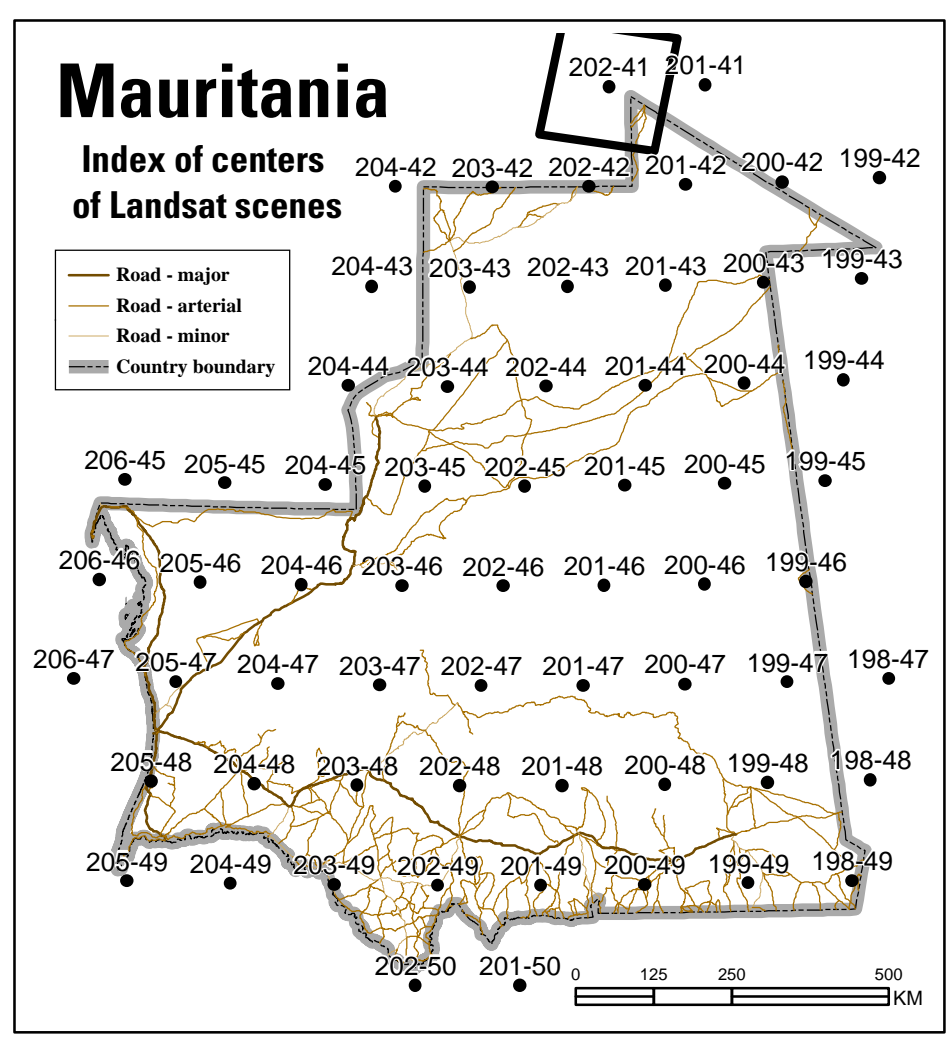 Mauritania
Index of centers
of Landsat scenes
Road - major
Road - arterial
Road - minor
Country boundary
202-41 201-41
204-42 203-42 202-42 201-42 200-42 199-42
204-43 203-43 202-43 201-43 200-43 199-43
204-44 203-44 202-44 201-44 200-44 199-44
206-45 205-45 204-45 203-45 202-45 201-45 200-45 199-45
206-46 205-46 204-46 203-46 202-46 201-46 200-46 199-46
206-47 205-47 204-47 203-47 202-47 201-47 200-47 199-47 198-47
205-48 204-48 203-48 202-48 201-48 200-48 199-48 198-48
205-49 204-49 203-49 202-49 201-49 200-49 199-49 198-49
202-50 201-50
0 125 250 500
KM